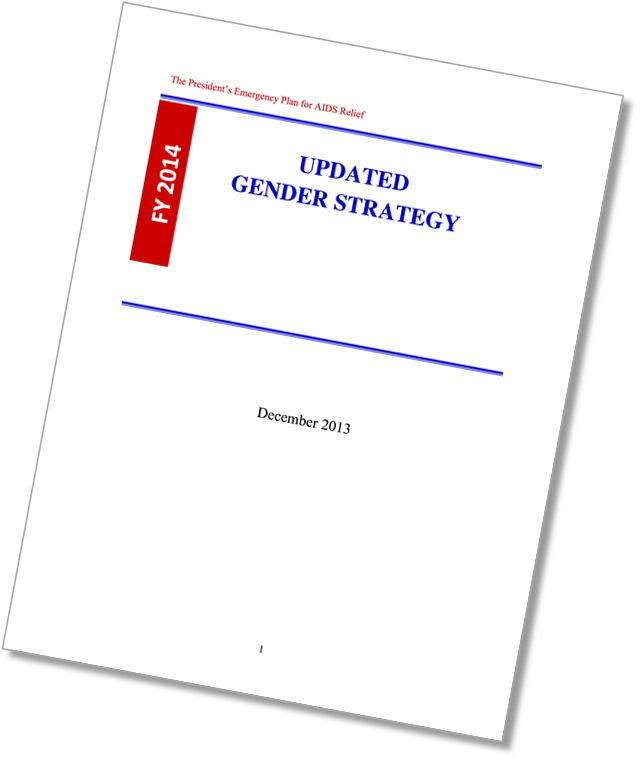 The President's Emergency Plan for AIDS Relief
FY 2014
UPDATED
GENDER STRATEGY
December 2013
1